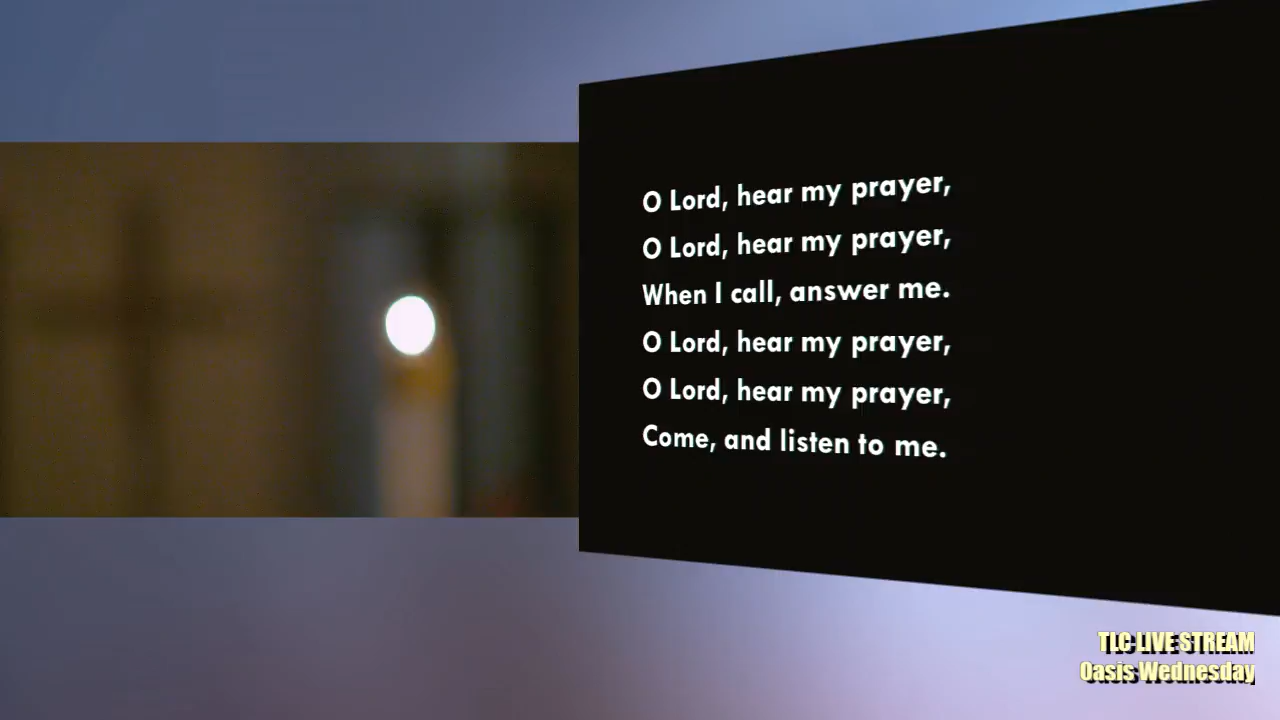 O Lord, hear my prayer,
O Lord, hear my prayer,
When I call, answer me.
O Lord, hear my prayer,
O Lord, hear my prayer,
Come, and listen to me.
TLC LIVE STREAM
Oasis Wednesday